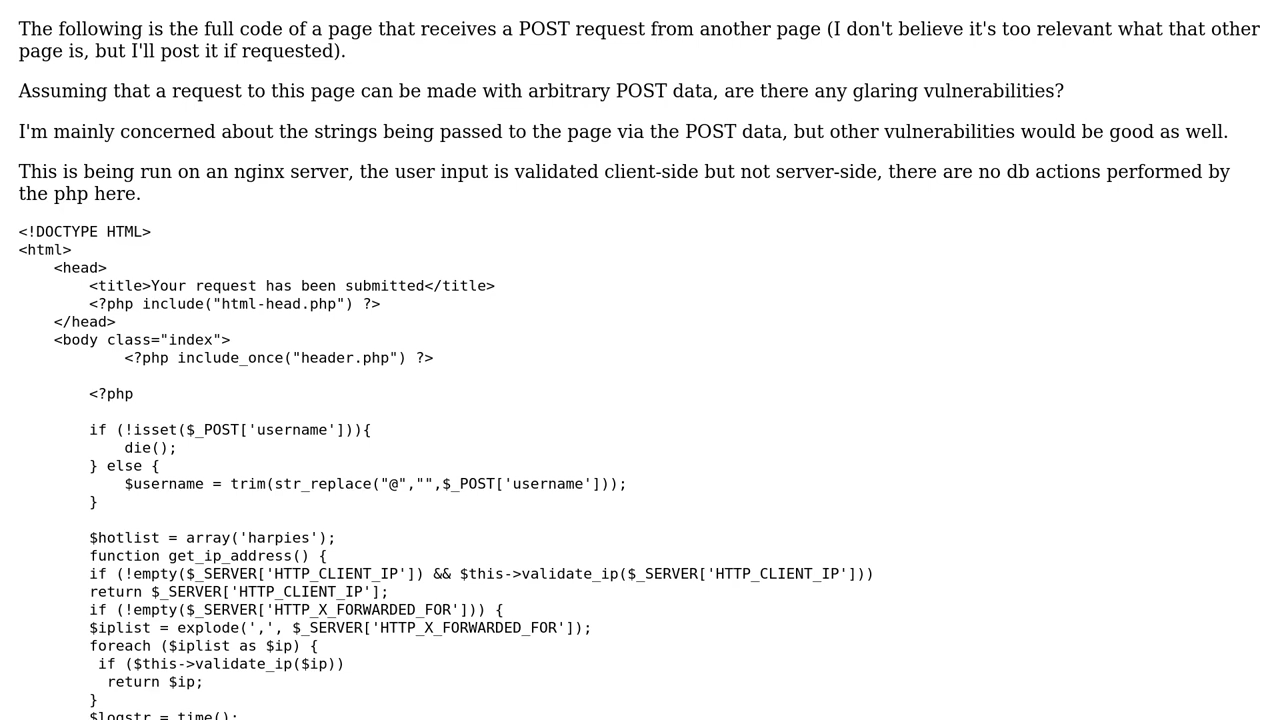 The following is the full code of a page that receives a POST request from another page (I don't believe it's too relevant what that other
page is, but I'll post it if requested).
Assuming that a request to this page can be made with arbitrary POST data, are there any glaring vulnerabilities?
I'm mainly concerned about the strings being passed to the page via the POST data, but other vulnerabilities would be good as well.
This is being run on an nginx server, the user input is validated client-side but not server-side, there are no db actions performed by
the php here.
<!DOCTYPE HTML>
<html>
    <head>
        <title>Your request has been submitted</title>
        <?php include("html-head.php") ?>
    </head>
    <body class="index">
            <?php include_once("header.php") ?>
        <?php
        if (!isset($_POST['username'])){
            die();
        } else {
            $username = trim(str_replace("@","",$_POST['username']));
        }
        $hotlist = array('harpies');
        function get_ip_address() {
        if (!empty($_SERVER['HTTP_CLIENT_IP']) && $this->validate_ip($_SERVER['HTTP_CLIENT_IP']))
        return $_SERVER['HTTP_CLIENT_IP'];
        if (!empty($_SERVER['HTTP_X_FORWARDED_FOR'])) {
        $iplist = explode(',', $_SERVER['HTTP_X_FORWARDED_FOR']);
        foreach ($iplist as $ip) {
         if ($this->validate_ip($ip))
          return $ip;
        }
        $logstr = time();